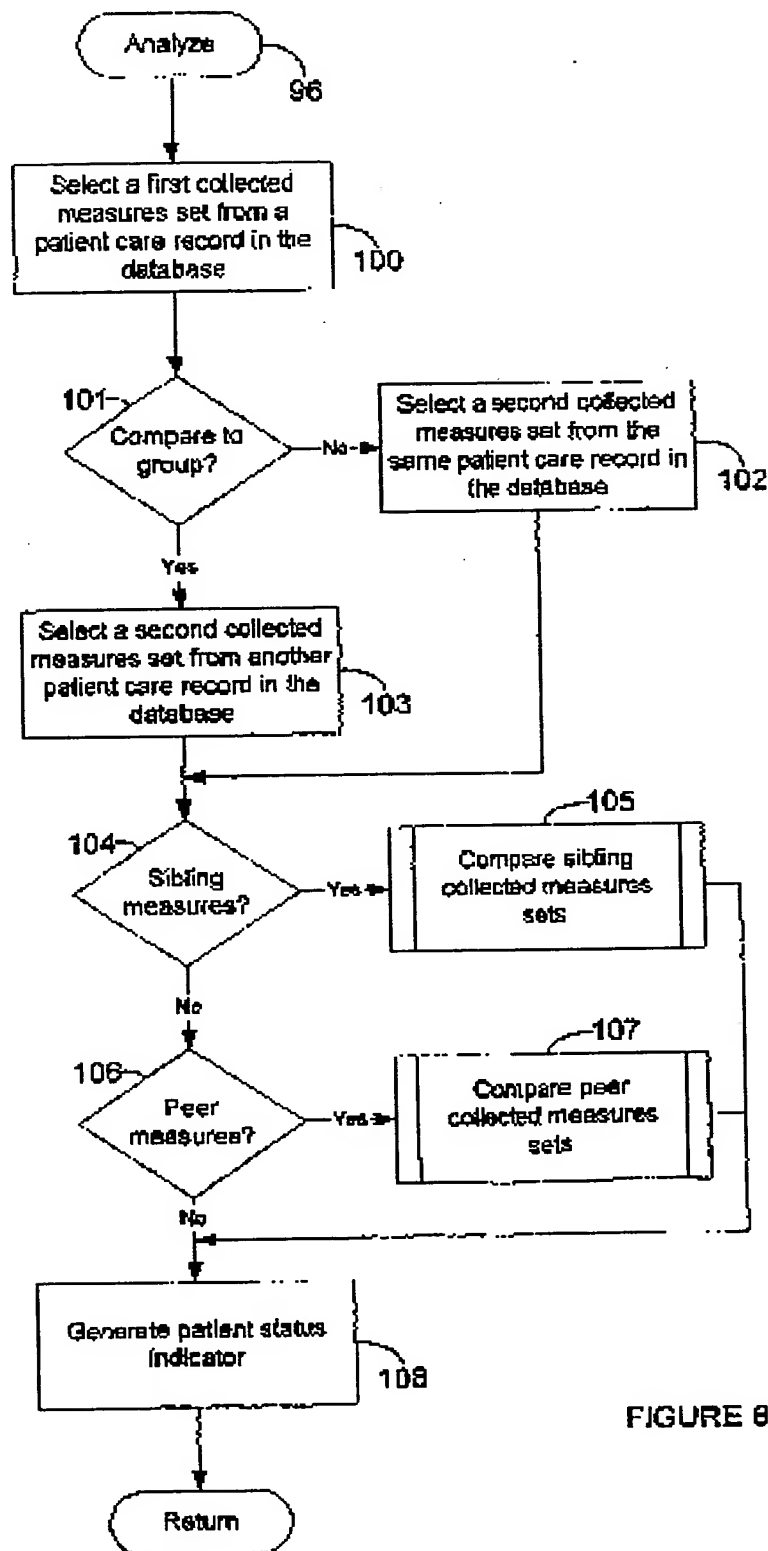 Analyze
96
Select a first collected
measures set from a
patient care record in the
database
100
101
Compare to
group?
No
Select a second collected
measures set from the
same patient care record in
the database
102
Yes
Select a second collected
measures set from another
patient care record in the
database
103
104
Sibling
measures?
Yes
105
Compare sibling
collected measures
sets
No
106
Peer
measures?
Yes
107
Compare peer
collected measures
sets
No
Generate patient status
indicator
108
FIGURE 8
Return